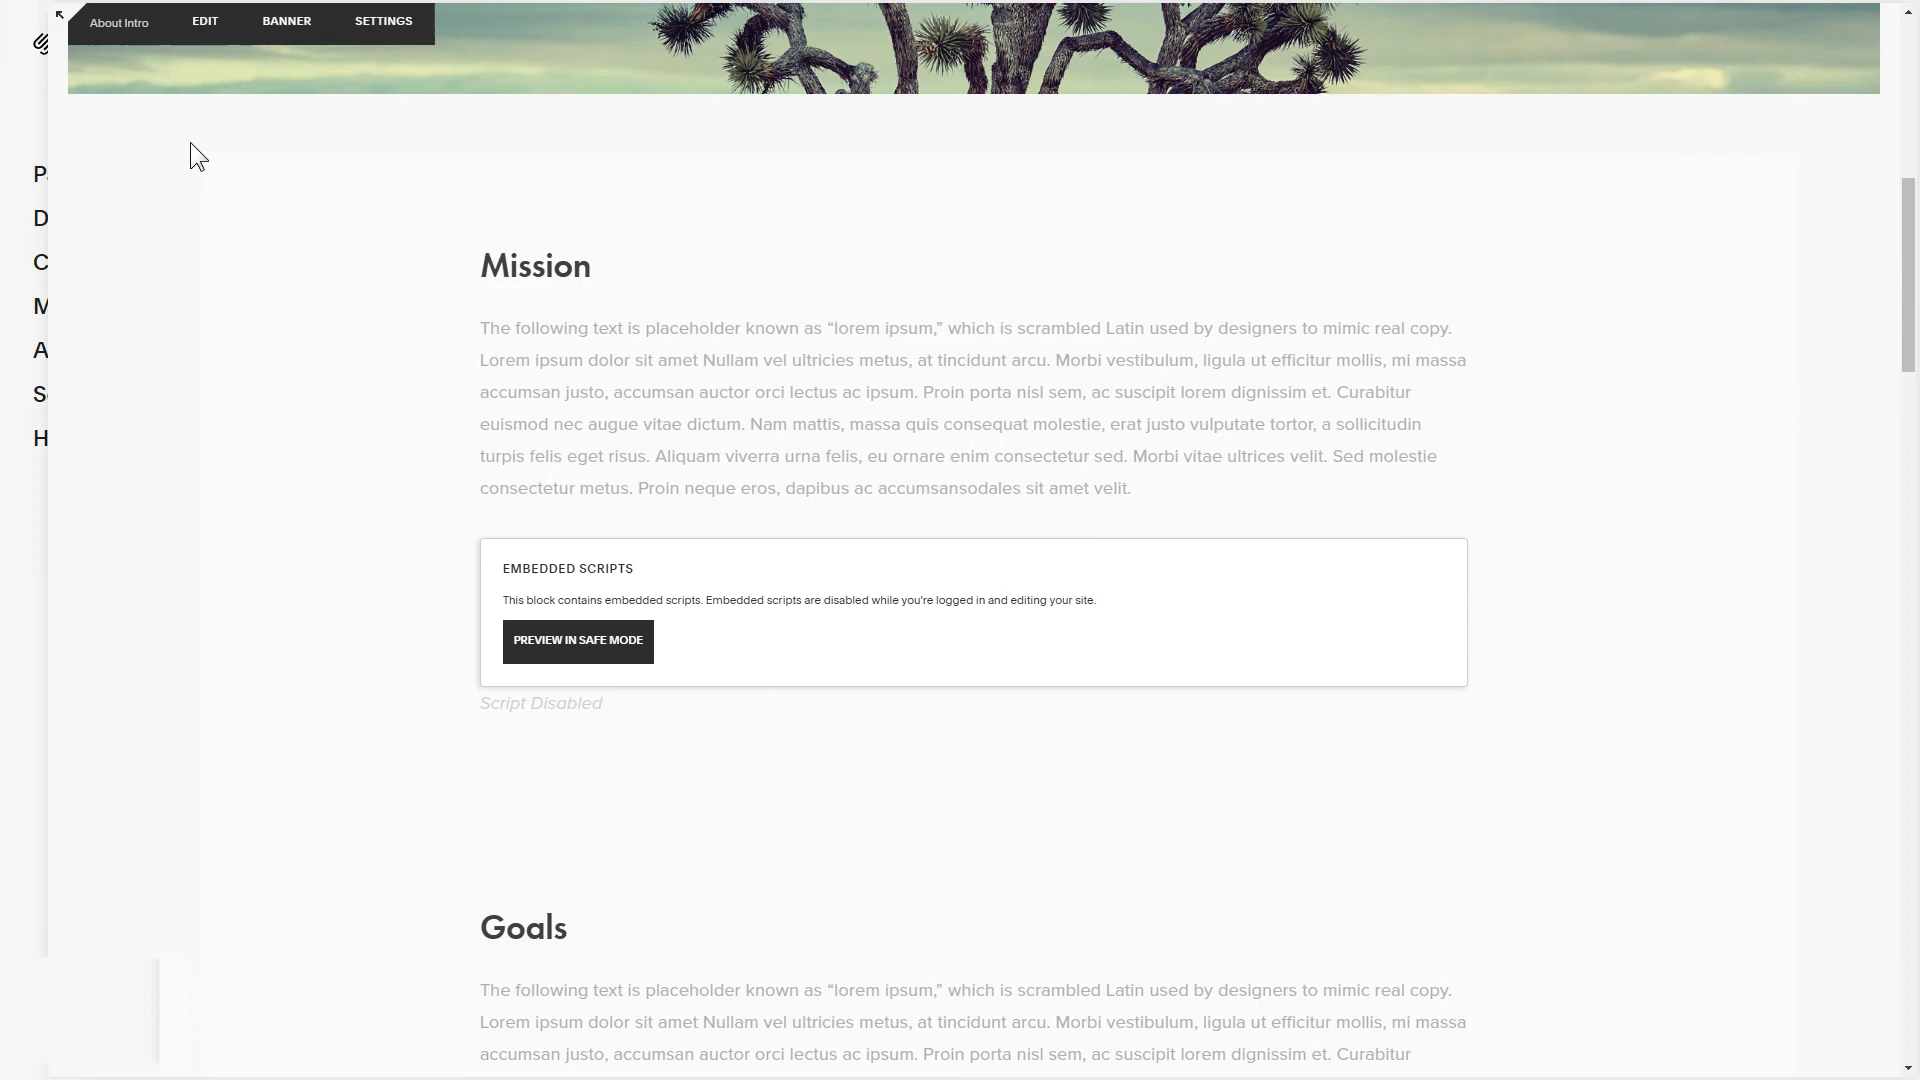 About Intro EDIT BANNER SETTINGS
P
D
C
M
A
S
H
Mission
The following text is placeholder known as “lorem ipsum,” which is scrambled Latin used by designers to mimic real copy.
Lorem ipsum dolor sit amet Nullam vel ultricies metus, at tincidunt arcu. Morbi vestibulum, ligula ut efficitur mollis, mi massa
accumsan justo, accumsan auctor orci lectus ac ipsum. Proin porta nisl sem, ac suscipit lorem dignissim et. Curabitur
euismod nec augue vitae dictum. Nam mattis, massa quis consequat molestie, erat justo vulputate tortor, a sollicitudin
turpis felis eget risus. Aliquam viverra urna felis, eu ornare enim consectetur sed. Morbi vitae ultrices velit. Sed molestie
consectetur metus. Proin neque eros, dapibus ac accumsansodales sit amet velit.
EMBEDDED SCRIPTS
This block contains embedded scripts. Embedded scripts are disabled while you're logged in and editing your site.
PREVIEW IN SAFE MODE
Script Disabled
Goals
The following text is placeholder known as “lorem ipsum,” which is scrambled Latin used by designers to mimic real copy.
Lorem ipsum dolor sit amet Nullam vel ultricies metus, at tincidunt arcu. Morbi vestibulum, ligula ut efficitur mollis, mi massa
accumsan justo, accumsan auctor orci lectus ac ipsum. Proin porta nisl sem, ac suscipit lorem dignissim et. Curabitur